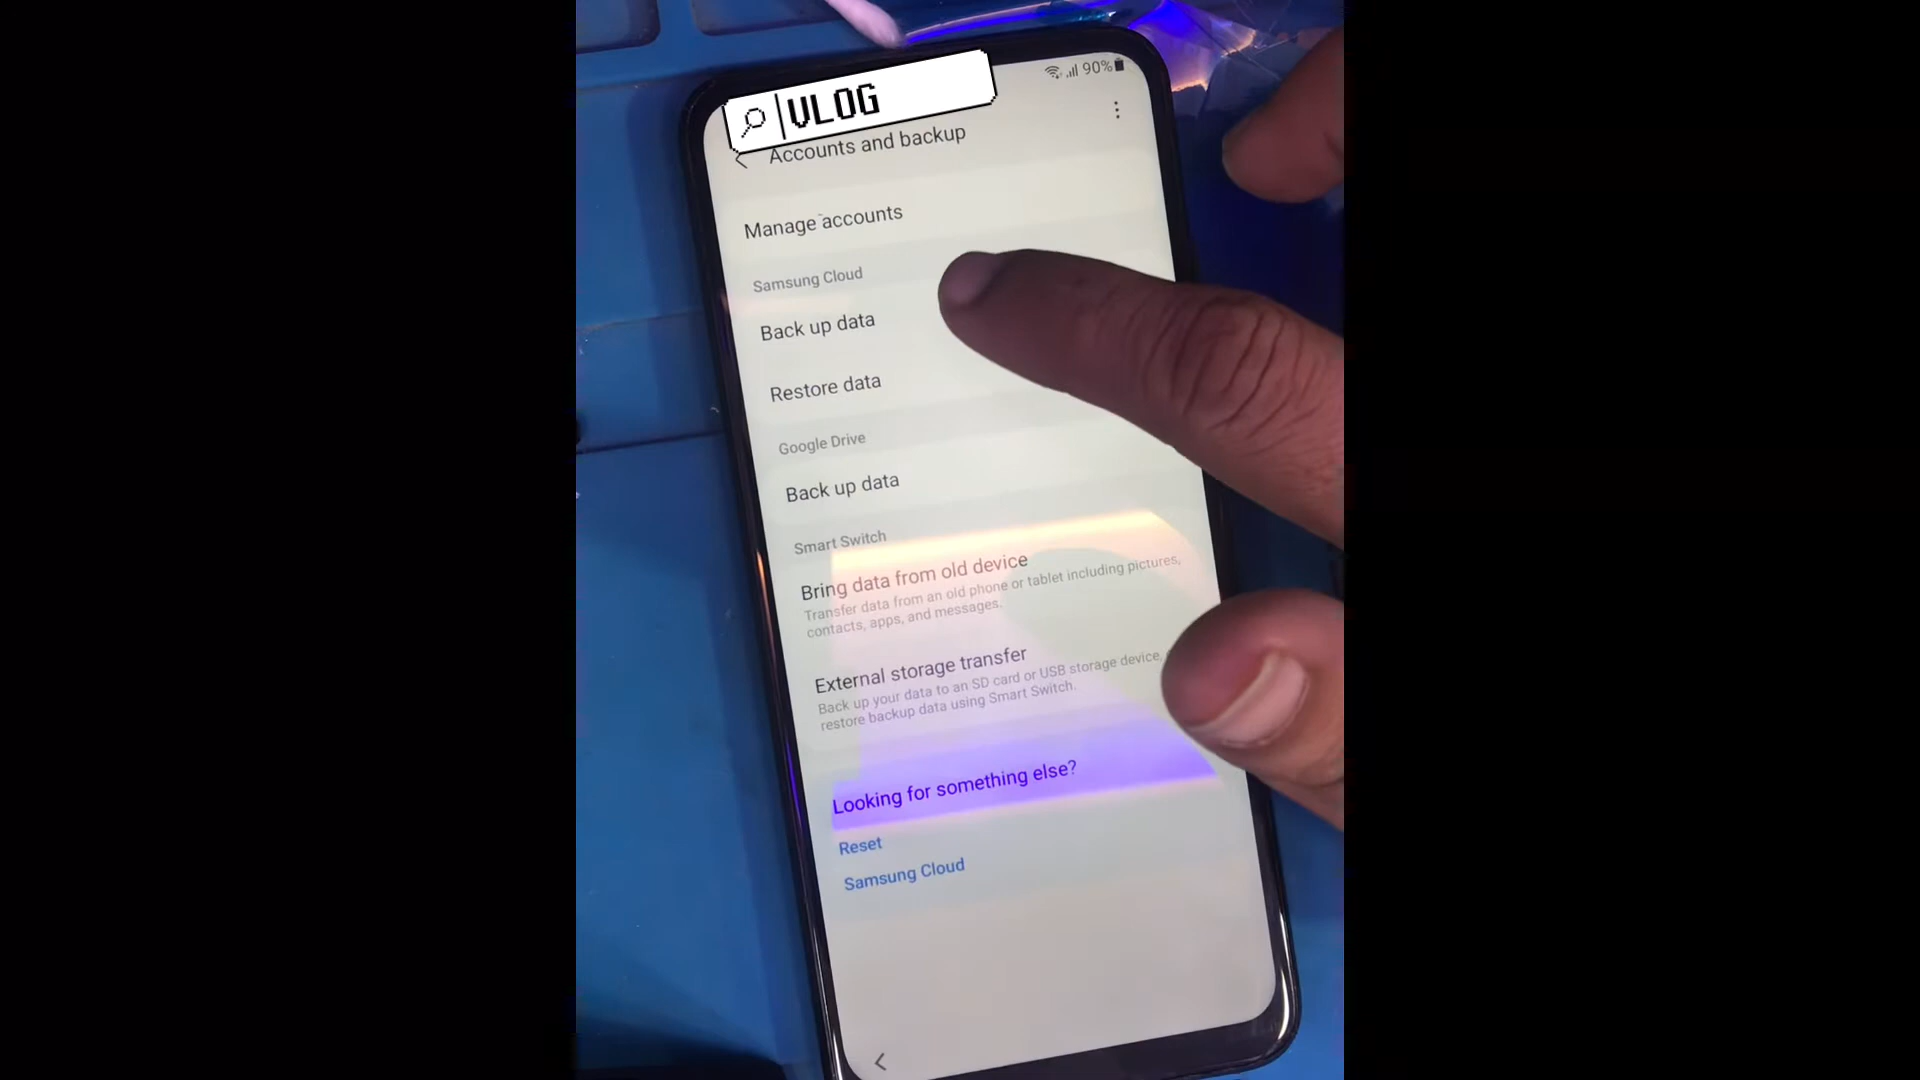 90%
VLOG
Accounts and backup
Manage accounts
Samsung Cloud
Back up data
Restore data
Google Drive
Back up data
Smart Switch
Bring data from old device
Transfer data from an old phone or tablet including pictures,
contacts, apps, and messages.
External storage transfer
Back up your data to an SD card or USB storage device,
restore backup data using Smart Switch.
Looking for something else?
Reset
Samsung Cloud